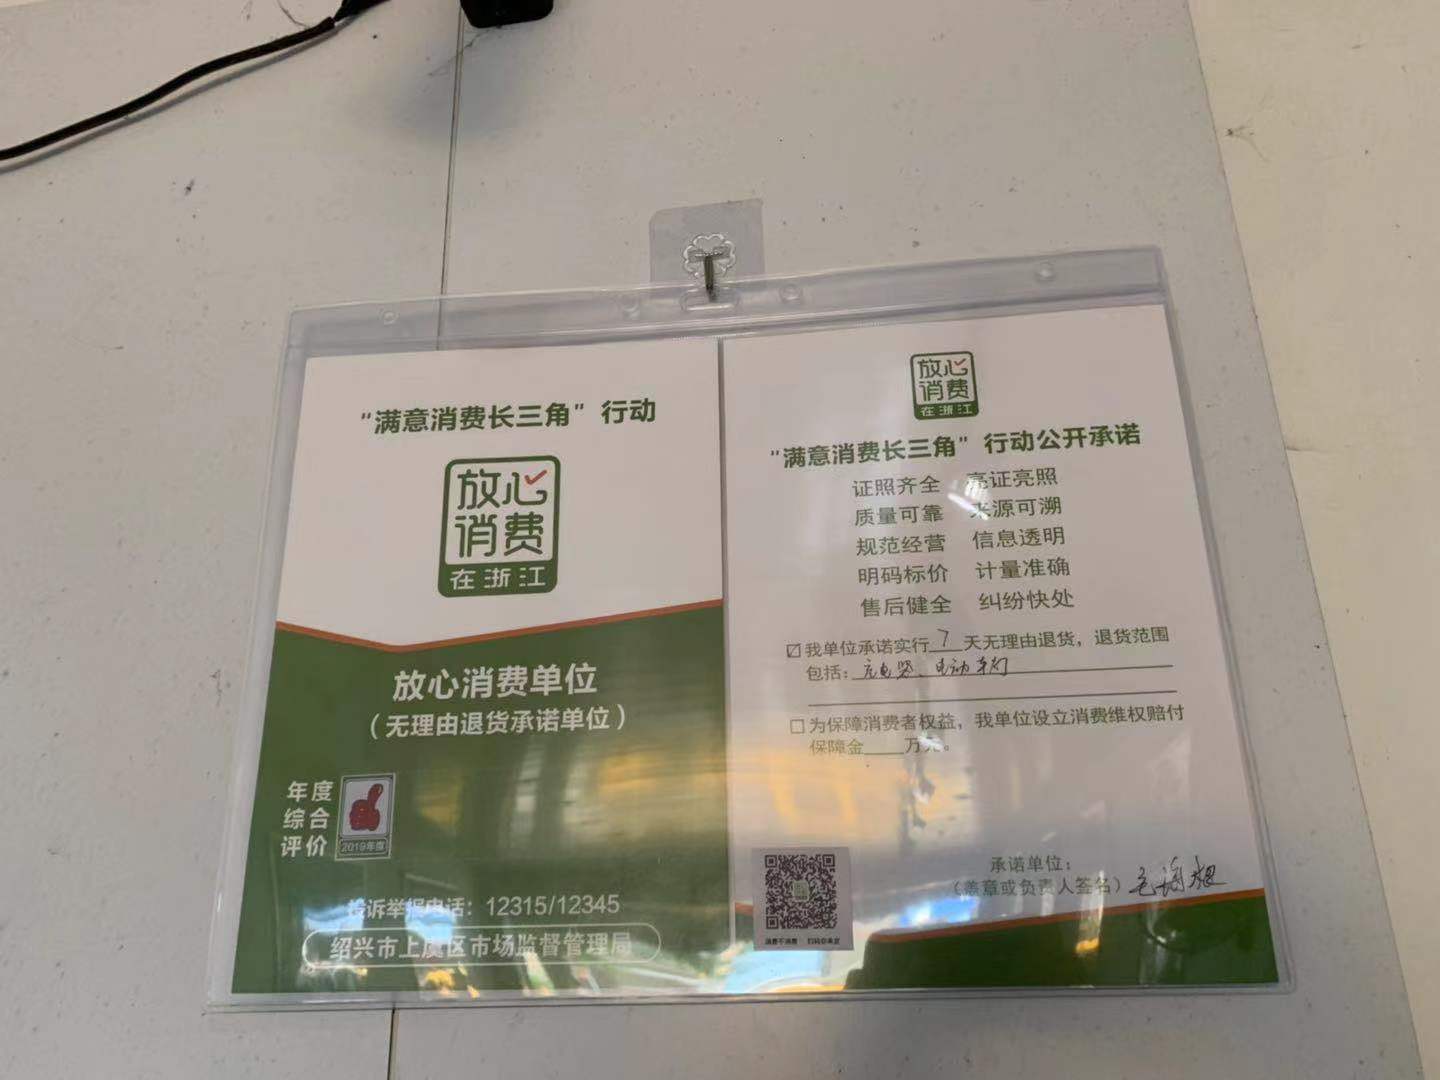 “满意消费长三角”行动
放心
消费
在浙江
放心消费单位
（无理由退货承诺单位）
年度
综合
评价
2019年度
投诉举报电话：12315/12345
绍兴市上虞区市场监督管理局
放心
消费
在浙江
“满意消费长三角”行动公开承诺
证照齐全 亮证亮照
质量可靠 来源可溯
规范经营 信息透明
明码标价 计量准确
售后健全 纠纷快处
☑我单位承诺实行7天无理由退货，退货范围
包括：充电器、电动车灯
□为保障消费者权益，我单位设立消费维权赔付
保障金____万元。
承诺单位：
（盖章或负责人签名）